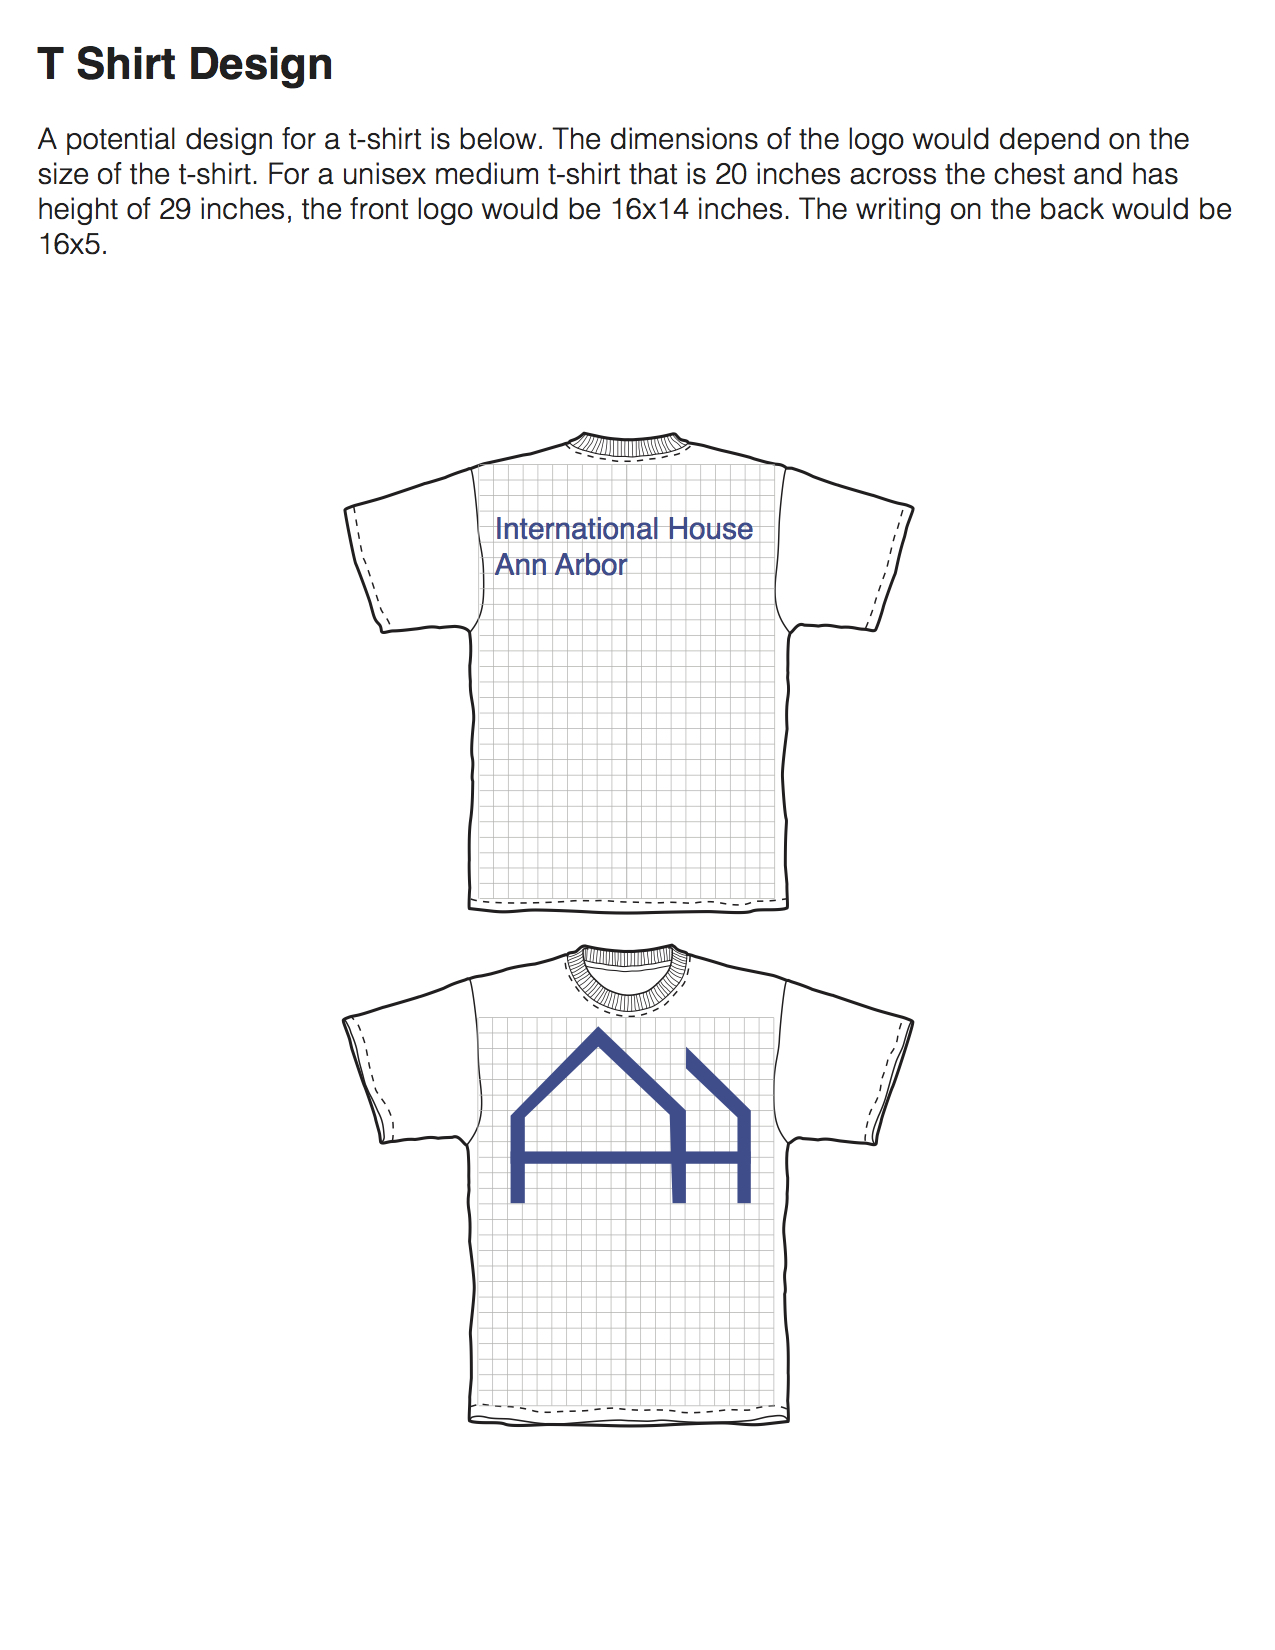 T Shirt Design
A potential design for a t-shirt is below. The dimensions of the logo would depend on the
size of the t-shirt. For a unisex medium t-shirt that is 20 inches across the chest and has
height of 29 inches, the front logo would be 16x14 inches. The writing on the back would be
16x5.
International House
Ann Arbor